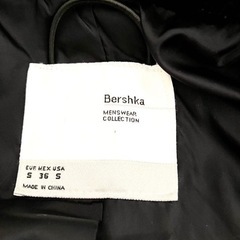 Bershka
MENSWEAR
COLLECTION
EUR MEX USA
S 36 S
MADE IN CHINA